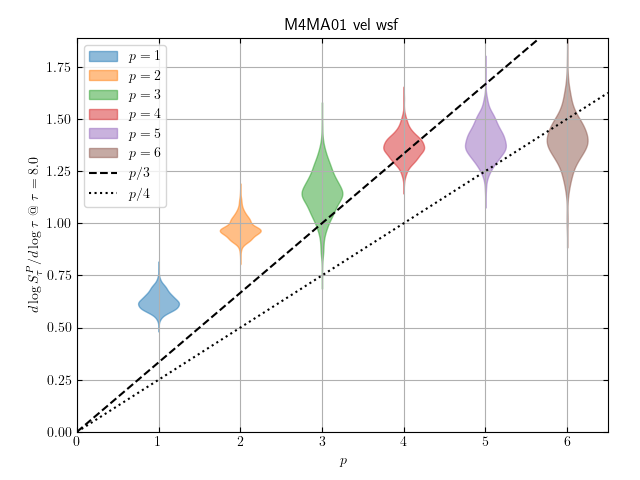 M4MA01 vel wsf
d log S_τ^P / d log τ @ τ = 8.0
1.75
1.50
1.25
1.00
0.75
0.50
0.25
0.00
p = 1
p = 2
p = 3
p = 4
p = 5
p = 6
p/3
p/4
0 1 2 3 4 5 6
p